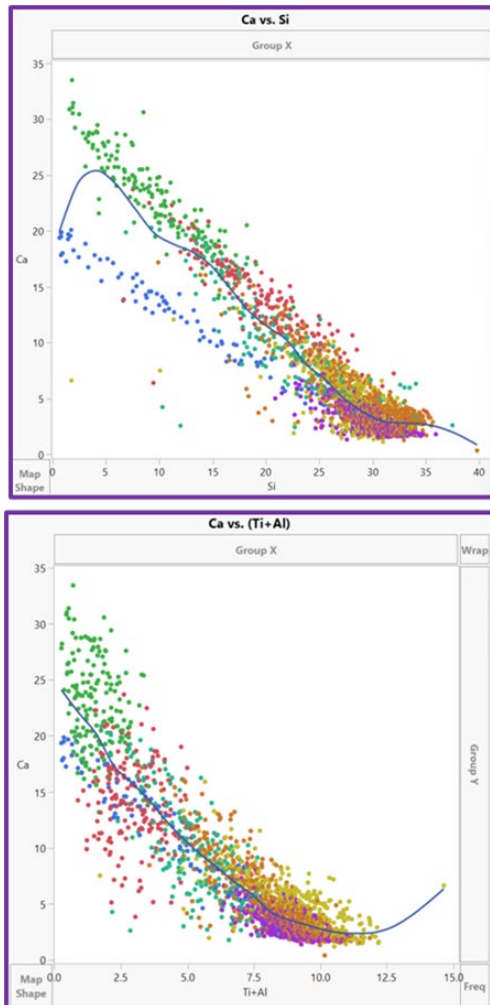 Ca vs. Si
Group X
35
30
25
20
Ca
15
10
5
0
Map
Shape
0 5 10 15 20 25 30 35 40
Si
Ca vs. (Ti+Al)
Group X Wrap
35
30
25
20
Ca
15
10
5
0
Group Y
Map
Shape
0.0 2.5 5.0 7.5 10.0 12.5 15.0
Ti+Al
Freq